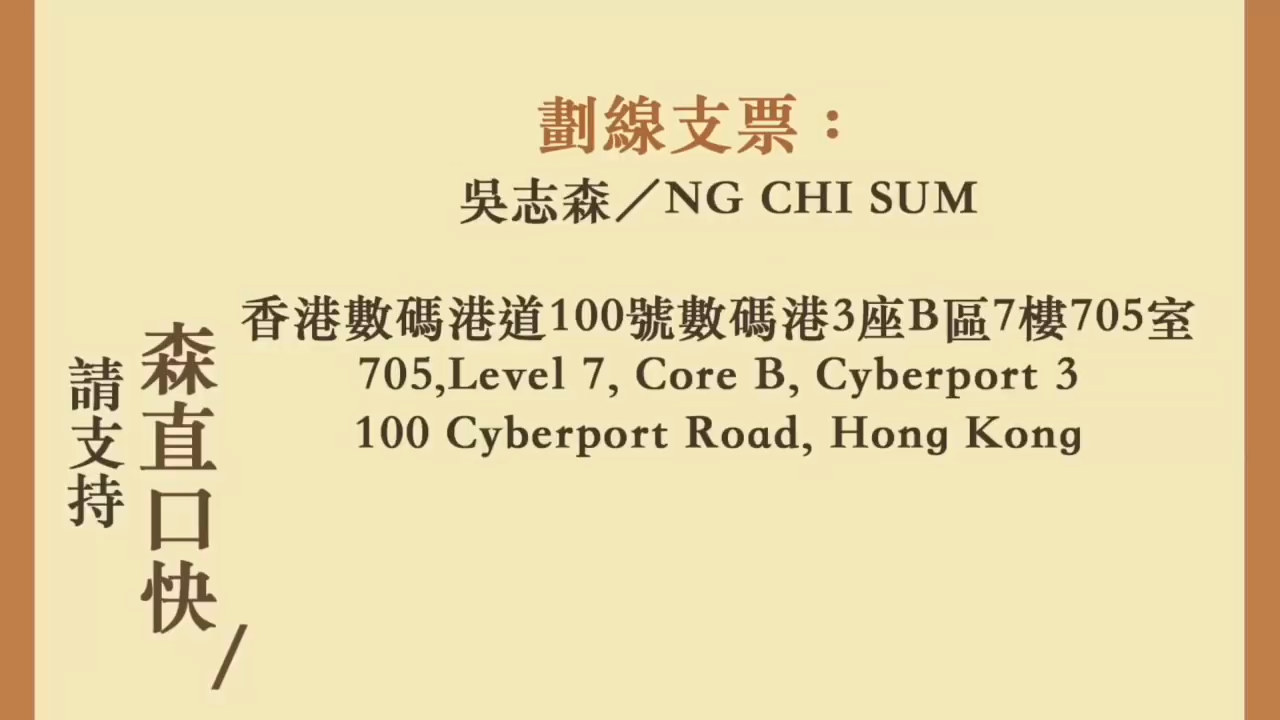 劃線支票：
吳志森／NG CHI SUM
香港數碼港道100號數碼港3座B區7樓705室
705,Level 7, Core B, Cyberport 3
100 Cyberport Road, Hong Kong
請支持
森直口快
/